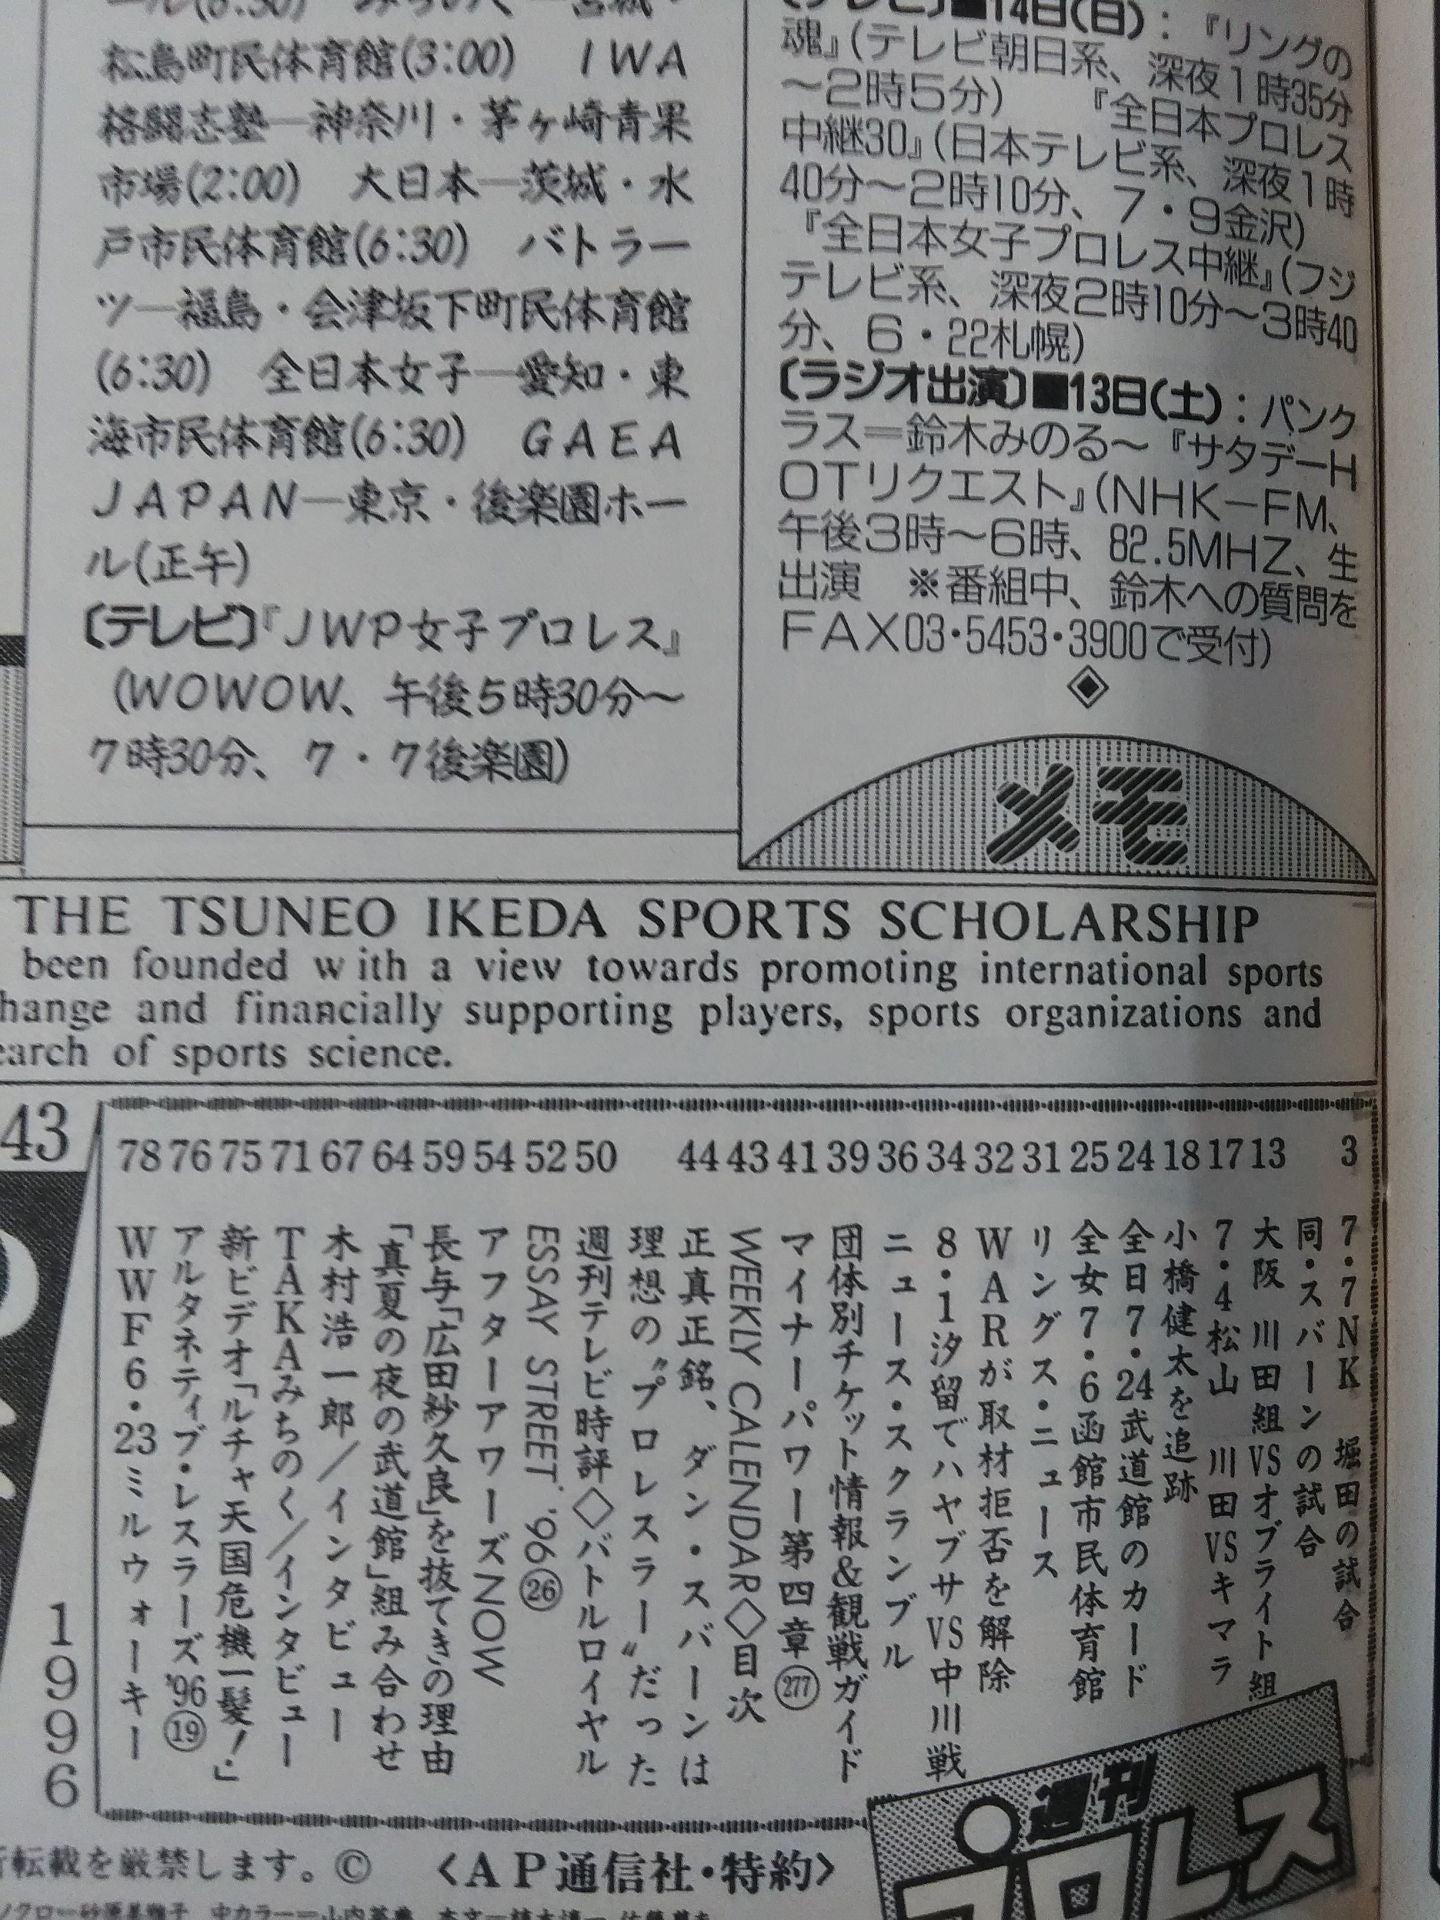 松島町民体育館(3:00)　IWA
格闘志塾―神奈川・茅ヶ崎青果
市場(2:00)　大日本―茨城・水
戸市民体育館(6:30)　バトラー
ツ―福島・会津坂下町民体育館
(6:30)　全日本女子―愛知・東
海市民体育館(6:30)　GAEA
JAPAN―東京・後楽園ホー
ル(正午)
〔テレビ〕『JWP女子プロレス』
(WOWOW、午後5時30分～
7時30分、7・7後楽園)
〔テレビ〕■14日(日)：『リングの
魂』(テレビ朝日系、深夜1時35分
～2時5分)　『全日本プロレス
中継30』(日本テレビ系、深夜1時
40分～2時10分、7・9金沢)
『全日本女子プロレス中継』(フジ
テレビ系、深夜2時10分～3時40
分、6・22札幌)
〔ラジオ出演〕■13日(土)：パンク
ラス＝鈴木みのる～『サタデーH
OTリクエスト』(NHK－FM、
午後3時～6時、82.5MHZ、生
出演　※番組中、鈴木への質問を
FAX03・5453・3900で受付)
メモ
THE TSUNEO IKEDA SPORTS SCHOLARSHIP
been founded with a view towards promoting international sports
change and financially supporting players, sports organizations and
earch of sports science.
3 7・7NK 堀田の試合
同・スバーンの試合
13 大阪 川田組VSオブライト組
17 7・4松山 川田VSキマラ
18 小橋健太を追跡
24 全日7・24武道館のカード
25 全女7・6函館市民体育館
31 リングス・ニュース
32 WARが取材拒否を解除
34 8・1汐留でハヤブサVS中川戦
36 ニュース・スクランブル
39 団体別チケット情報&観戦ガイド
41 マイナーパワー第四章㉗7
43 WEEKLY CALENDAR◇目次
44 正真正銘、ダン・スバーンは
理想の〝プロレスラー〟だった
50 週刊テレビ時評◇バトルロイヤル
52 ESSAY STREET '96㉖
54 アフターアワーズNOW
59 長与「広田紗久良」を抜てきの理由
64 「真夏の夜の武道館」組み合わせ
67 木村浩一郎／インタビュー
71 TAKAみちのく／インタビュー
75 新ビデオ「ルチャ天国危機一髪！」
76 アルタネティブ・レスラーズ'96⑲
78 WWF6・23ミルウォーキー
43
1996
週刊
プロレス
転載を厳禁します。©　〈AP通信社・特約〉